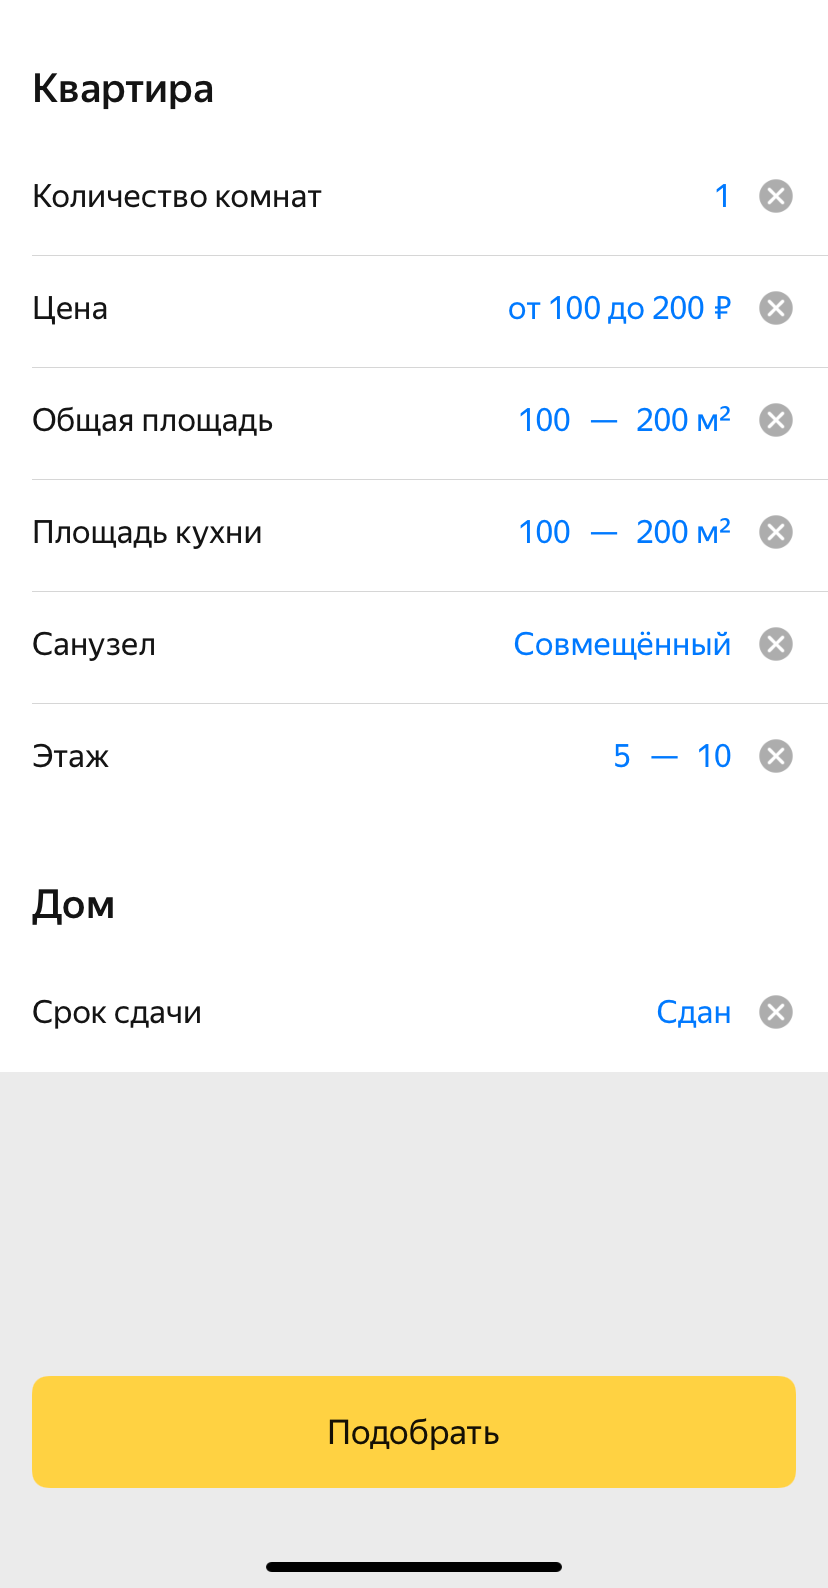 Квартира
Количество комнат 1
Цена от 100 до 200 ₽
Общая площадь 100 — 200 м²
Площадь кухни 100 — 200 м²
Санузел Совмещённый
Этаж 5 — 10
Дом
Срок сдачи Сдан
Подобрать